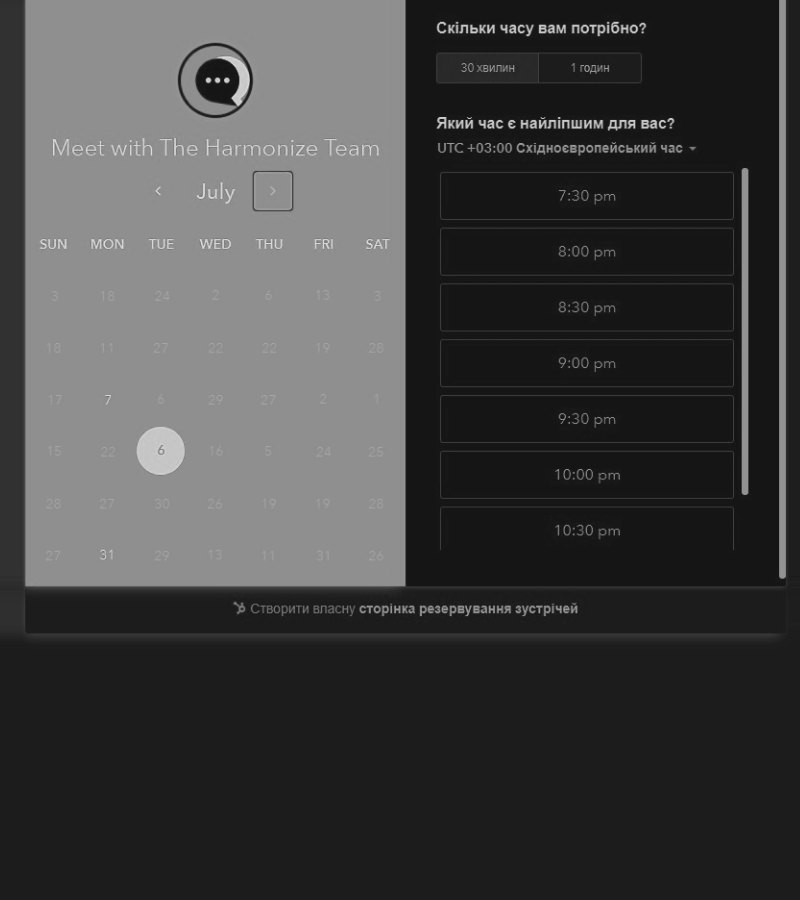 Meet with The Harmonize Team
July
SUN MON TUE WED THU FRI SAT
3 18 24 2 6 13 3
18 11 27 22 22 19 28
17 7 6 29 27 2 1
15 22 6 16 5 24 25
28 27 30 26 19 19 28
27 31 29 13 11 31 26
Скільки часу вам потрібно?
30 хвилин 1 годин
Який час є найліпшим для вас?
UTC +03:00 Східноєвропейський час
7:30 pm
8:00 pm
8:30 pm
9:00 pm
9:30 pm
10:00 pm
10:30 pm
Створити власну сторінка резервування зустрічей